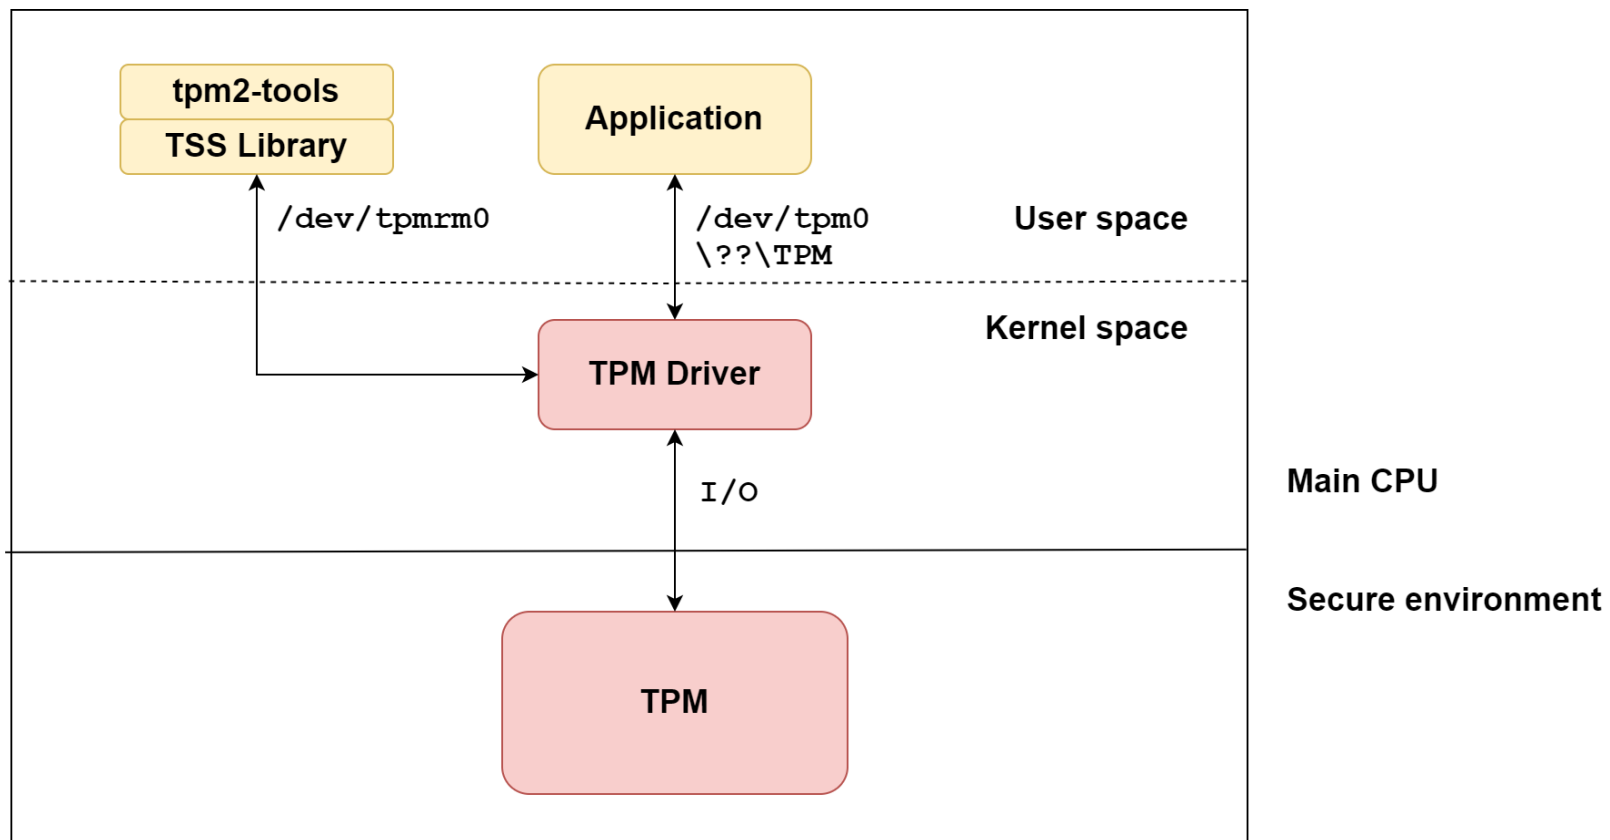 tpm2-tools
TSS Library
Application
/dev/tpmrm0
/dev/tpm0
\??\TPM
User space
Kernel space
TPM Driver
I/O
Main CPU
Secure environment
TPM